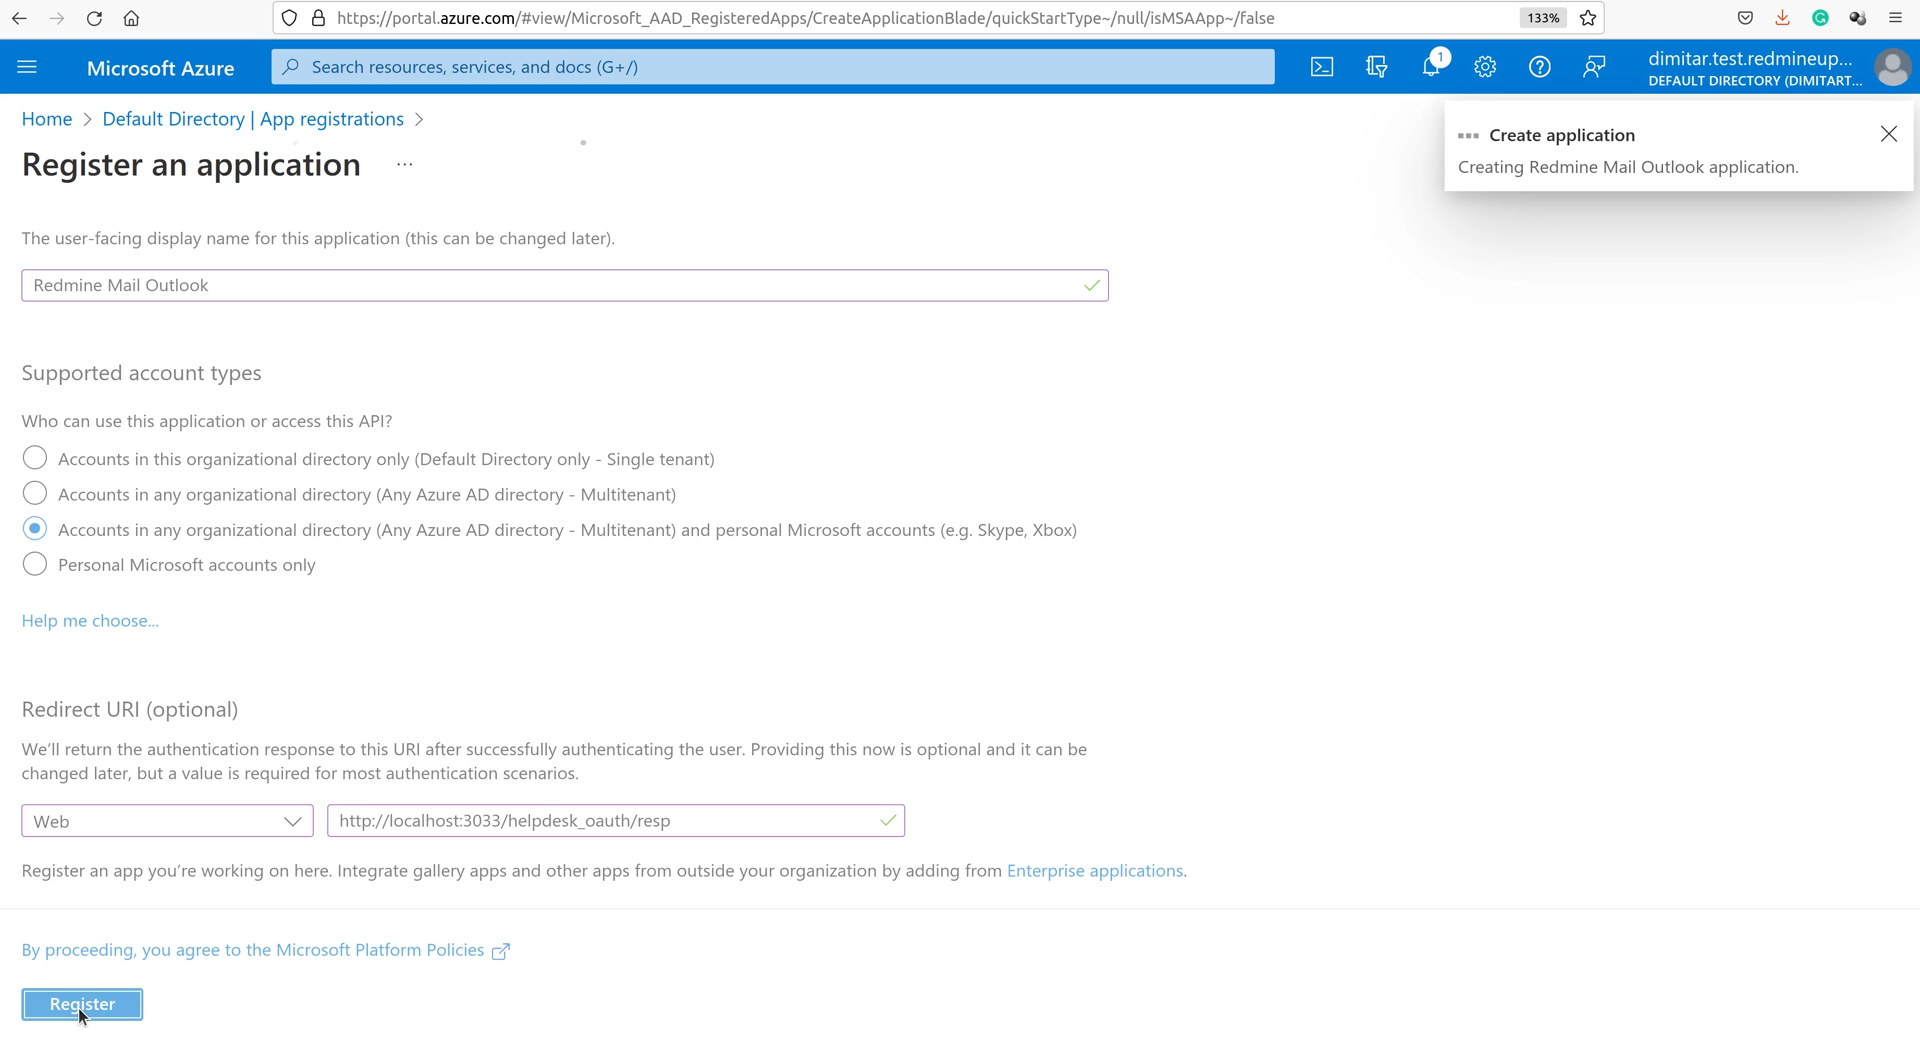 https://portal.azure.com/#view/Microsoft_AAD_RegisteredApps/CreateApplicationBlade/quickStartType~/null/isMSAApp~/false
133%
Microsoft Azure
Search resources, services, and docs (G+/)
1
dimitar.test.redmineup...
DEFAULT DIRECTORY (DIMITART...
Home > Default Directory | App registrations >
Register an application ...
Create application
Creating Redmine Mail Outlook application.
The user-facing display name for this application (this can be changed later).
Redmine Mail Outlook
Supported account types
Who can use this application or access this API?
Accounts in this organizational directory only (Default Directory only - Single tenant)
Accounts in any organizational directory (Any Azure AD directory - Multitenant)
Accounts in any organizational directory (Any Azure AD directory - Multitenant) and personal Microsoft accounts (e.g. Skype, Xbox)
Personal Microsoft accounts only
Help me choose...
Redirect URI (optional)
We'll return the authentication response to this URI after successfully authenticating the user. Providing this now is optional and it can be
changed later, but a value is required for most authentication scenarios.
Web
http://localhost:3033/helpdesk_oauth/resp
Register an app you're working on here. Integrate gallery apps and other apps from outside your organization by adding from Enterprise applications.
By proceeding, you agree to the Microsoft Platform Policies
Register